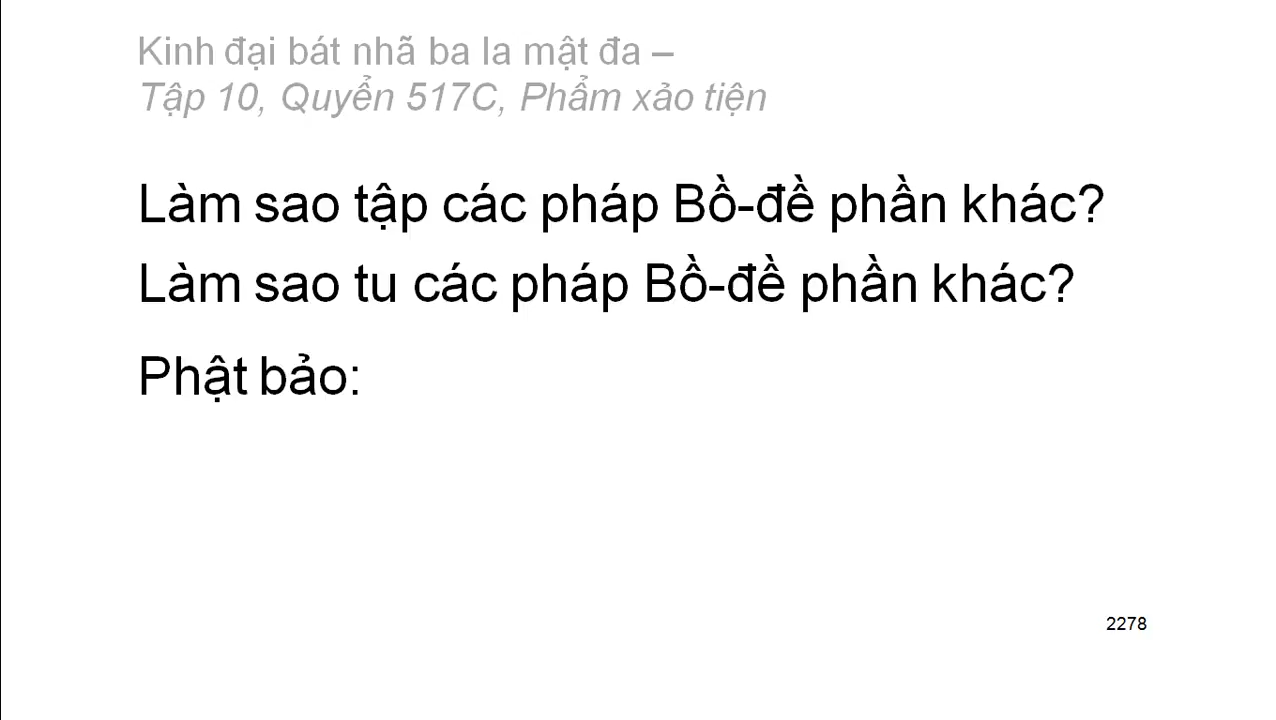 Kinh đại bát nhã ba la mật đa –
Tập 10, Quyển 517C, Phẩm xảo tiện
Làm sao tập các pháp Bồ-đề phần khác?
Làm sao tu các pháp Bồ-đề phần khác?
Phật bảo:
2278